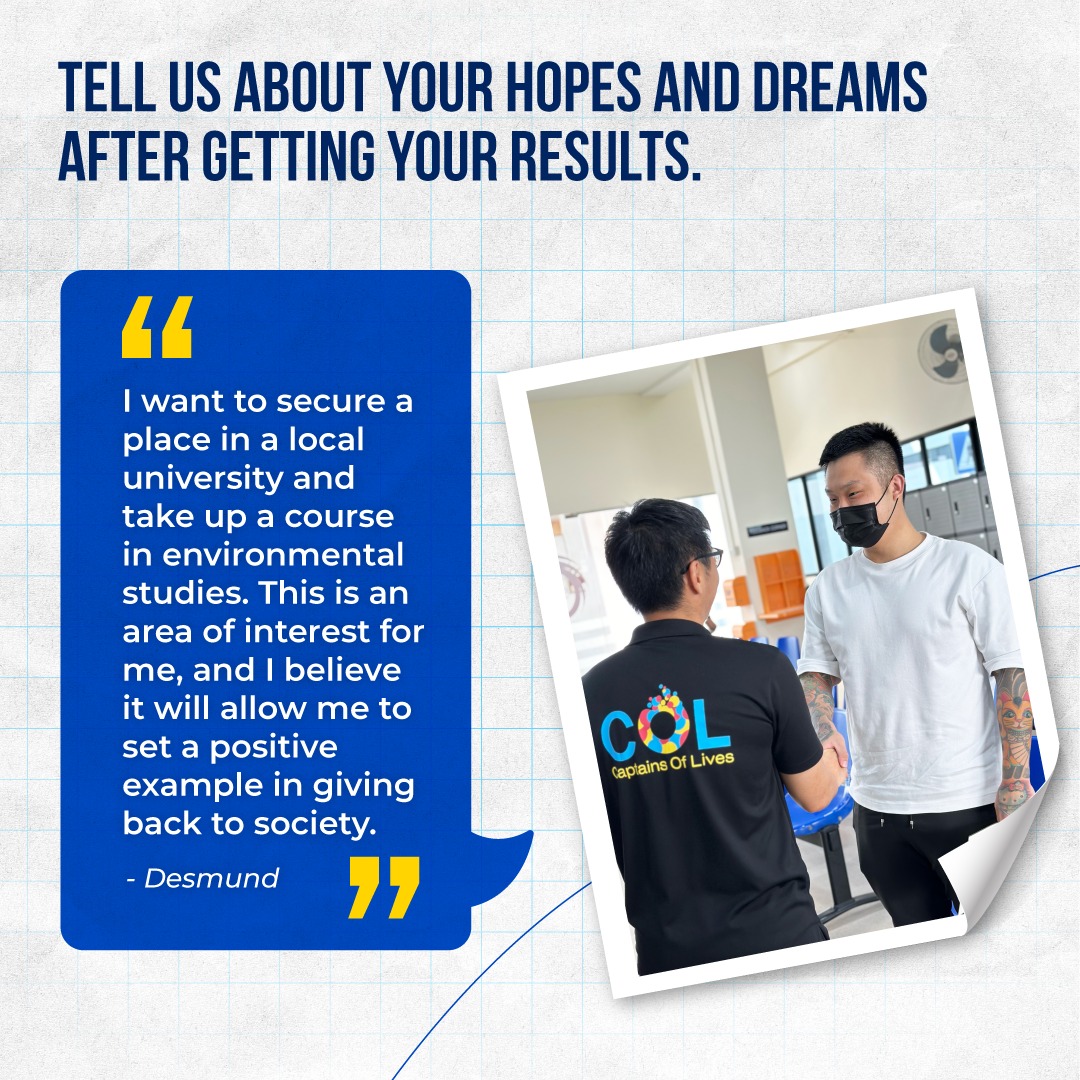 TELL US ABOUT YOUR HOPES AND DREAMS
AFTER GETTING YOUR RESULTS.
“
I want to secure a
place in a local
university and
take up a course
in environmental
studies. This is an
area of interest for
me, and I believe
it will allow me to
set a positive
example in giving
back to society.
- Desmund
”
COL
Captains Of Lives